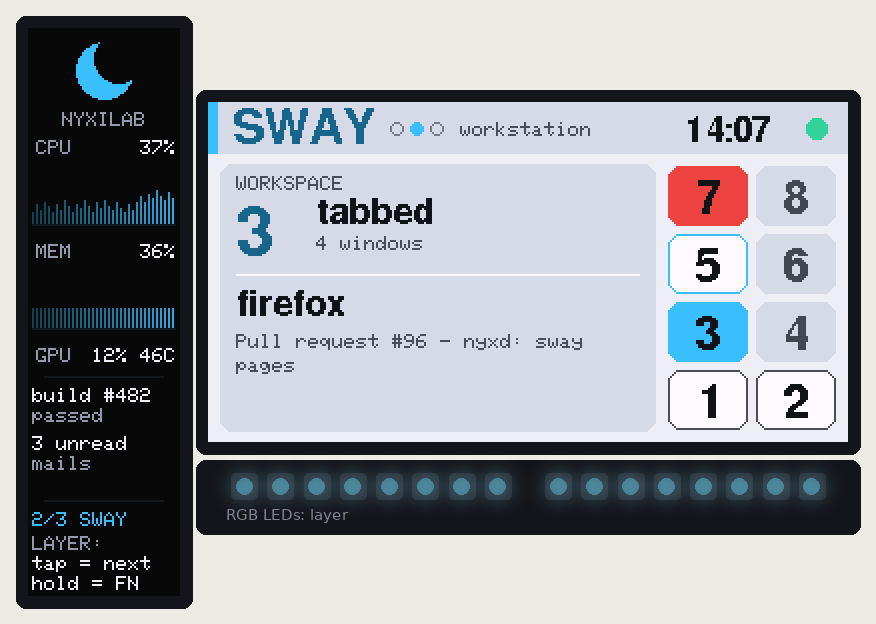 NYXILAB
CPU 37%
MEM 36%
GPU 12% 46C
build #482
passed
3 unread
mails
2/3 SWAY
LAYER:
tap = next
hold = FN
SWAY workstation 14:07
WORKSPACE
3 tabbed
4 windows
firefox
Pull request #96 - nyxd: sway
pages
7 8
5 6
3 4
1 2
RGB LEDs: layer